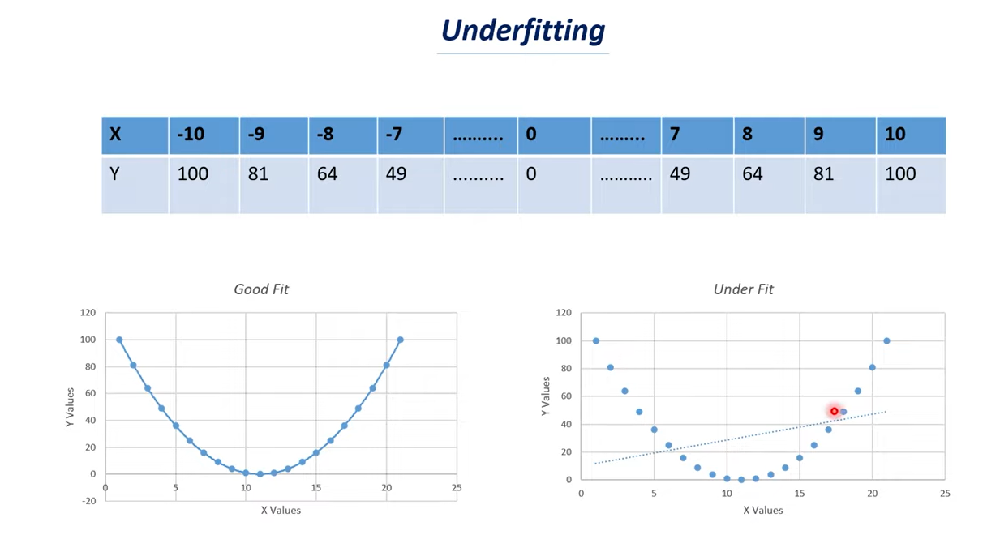 Underfitting
X -10 -9 -8 -7 .......... 0 ......... 7 8 9 10
Y 100 81 64 49 .......... 0 ........... 49 64 81 100
Good Fit
120
100
80
60
40
20
0
-20
0 5 10 15 20 25
Y Values
X Values
Under Fit
120
100
80
60
40
20
0
0 5 10 15 20 25
Y Values
X Values